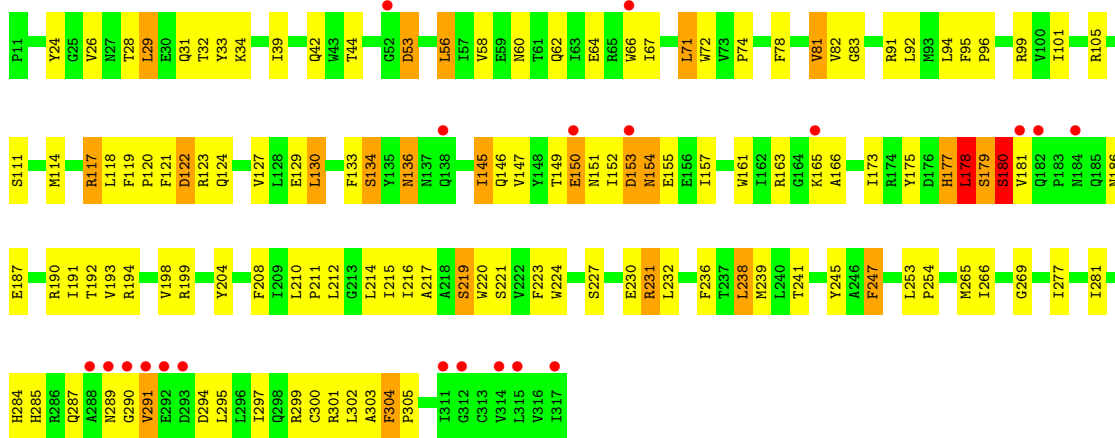 P11 Y24 G25 V26 N27 T28 L29 E30 Q31 T32 Y33 K34 I39 Q42 W43 T44 G52 D53 L56 I57 V58 E59 N60 T61 Q62 I63 E64 R65 W66 I67 L71 W72 V73 P74 F78 V81 V82 G83 R91 L92 M93 L94 F95 P96 R99 V100 I101 R105
S111 M114 R117 L118 F119 P120 F121 D122 R123 Q124 V127 L128 E129 L130 F133 S134 Y135 N136 N137 Q138 I145 Q146 V147 Y148 T149 E150 N151 I152 D153 N154 E155 E156 I157 W161 I162 R163 G164 K165 A166 I173 R174 Y175 D176 H177 L178 S179 S180 V181 Q182 P183 N184 Q185 N186
E187 R190 I191 T192 V193 R194 V198 R199 Y204 F208 I209 L210 P211 L212 G213 L214 I215 I216 A217 A218 S219 W220 S221 V222 F223 W224 S227 E230 R231 L232 F236 T237 L238 M239 L240 T241 Y245 A246 F247 L253 P254 M265 I266 G269 I277 I281
H284 H285 R286 Q287 A288 N289 G290 V291 E292 D293 D294 L295 L296 I297 Q298 R299 C300 R301 L302 A303 F304 P305 I311 G312 C313 V314 L315 V316 I317